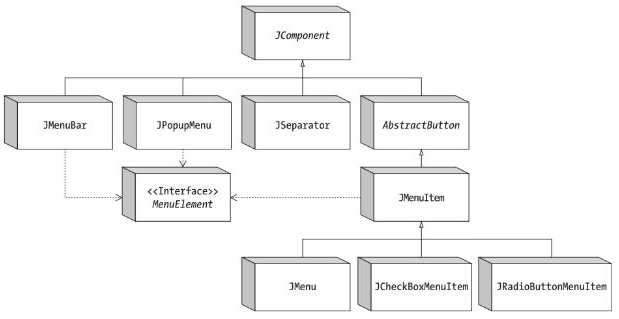 JComponent
JMenuBar
JPopupMenu
JSeparator
AbstractButton
<<Interface>>
MenuElement
JMenuItem
JMenu
JCheckBoxMenuItem
JRadioButtonMenuItem